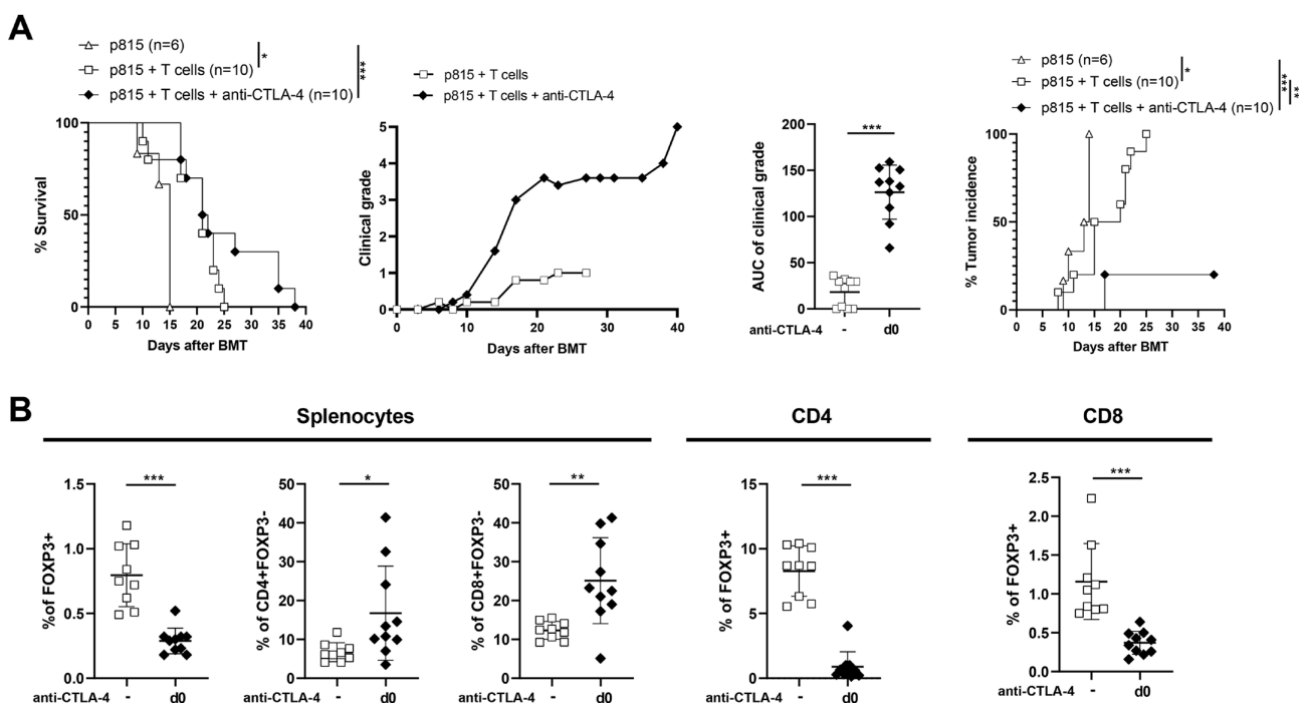 A
p815 (n=6)
p815 + T cells (n=10)
p815 + T cells + anti-CTLA-4 (n=10)
*
***
% Survival
100
50
0
0 5 10 15 20 25 30 35 40
Days after BMT
p815 + T cells
p815 + T cells + anti-CTLA-4
Clinical grade
5
4
3
2
1
0
0 10 20 30 40
Days after BMT
***
AUC of clinical grade
200
150
100
50
0
anti-CTLA-4 - d0
p815 (n=6)
p815 + T cells (n=10)
p815 + T cells + anti-CTLA-4 (n=10)
*
***
**
% Tumor incidence
100
50
0
0 5 10 15 20 25 30 35 40
Days after BMT
B
Splenocytes
CD4
CD8
***
%of FOXP3+
1.5
1.0
0.5
0.0
anti-CTLA-4 - d0
*
% of CD4+FOXP3-
50
40
30
20
10
0
- d0
**
% of CD8+FOXP3-
50
40
30
20
10
0
- d0
***
% of FOXP3+
15
10
5
0
anti-CTLA-4 - d0
***
% of FOXP3+
2.5
2.0
1.5
1.0
0.5
0.0
anti-CTLA-4 - d0